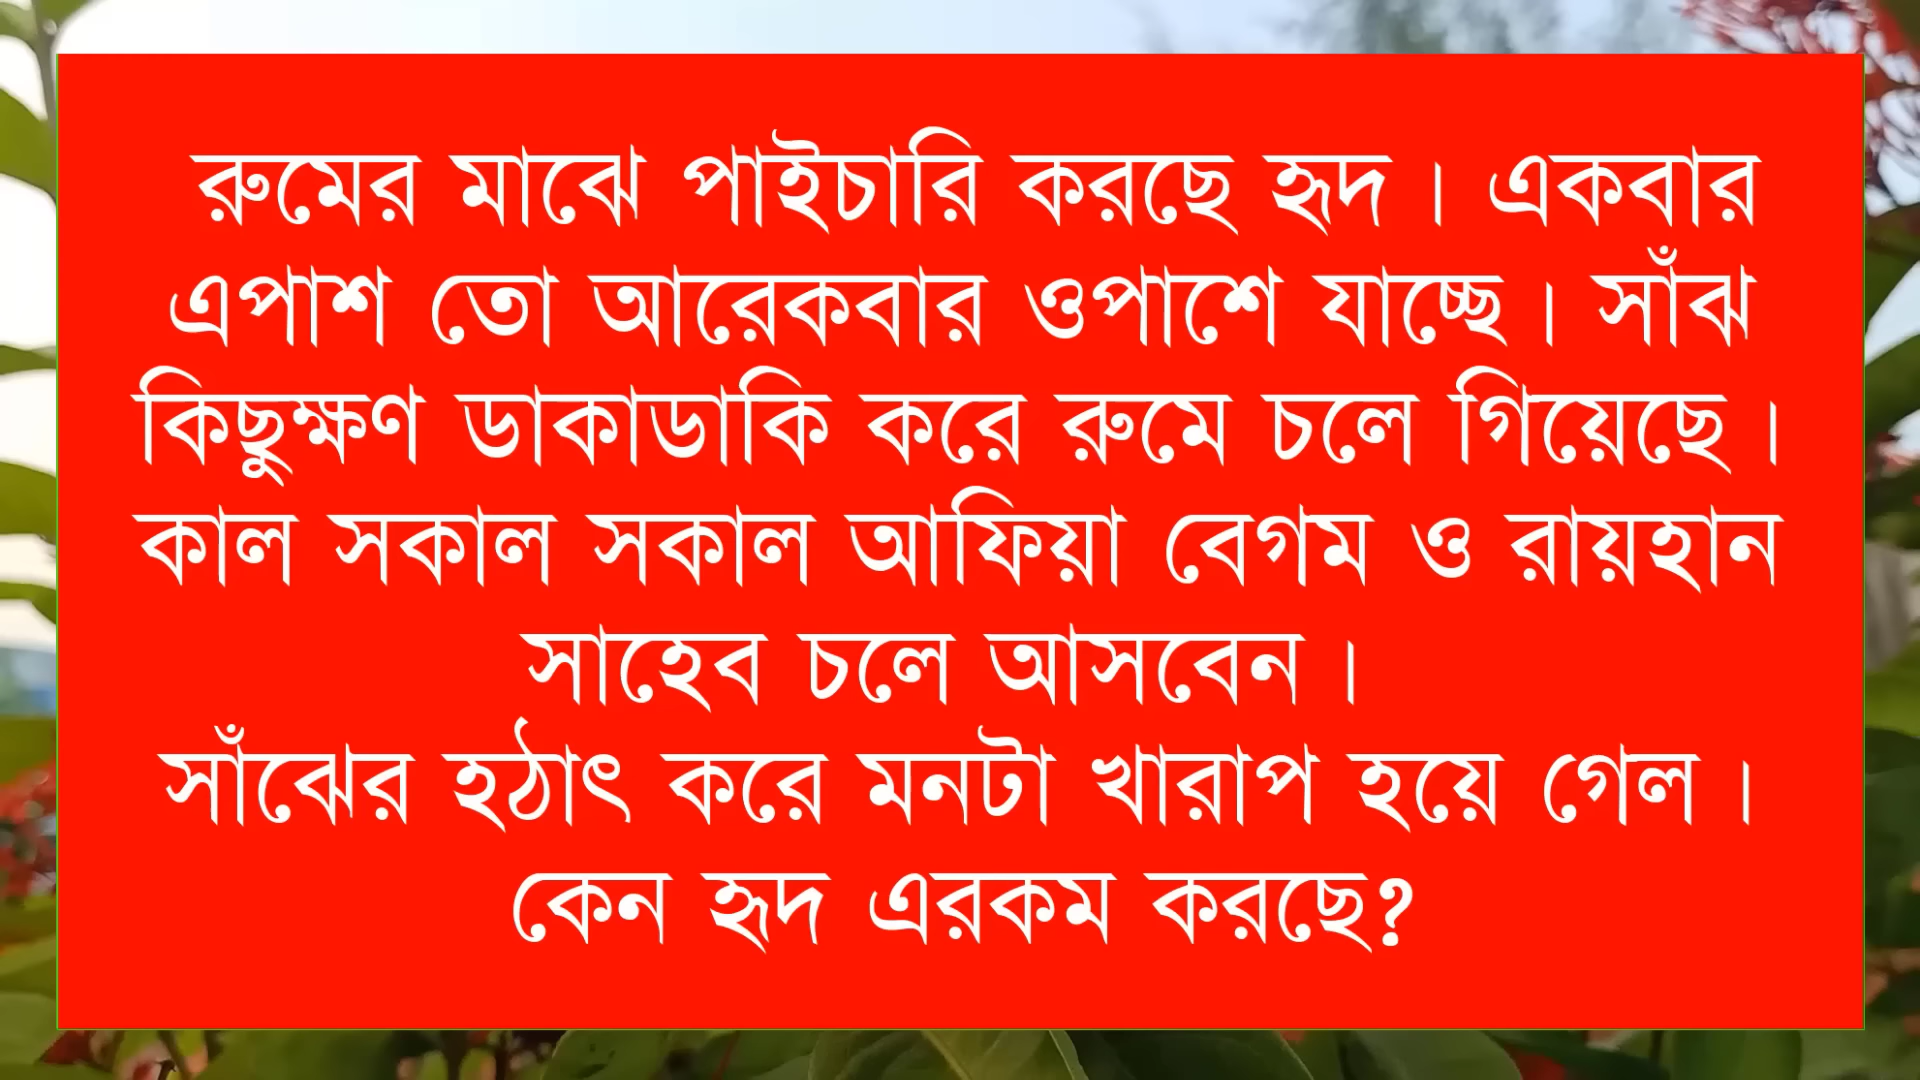 রুমের মাঝে পাইচারি করছে হৃদ। একবার
এপাশ তো আরেকবার ওপাশে যাচ্ছে। সাঁঝ
কিছুক্ষণ ডাকাডাকি করে রুমে চলে গিয়েছে।
কাল সকাল সকাল আফিয়া বেগম ও রায়হান
সাহেব চলে আসবেন।
সাঁঝের হঠাৎ করে মনটা খারাপ হয়ে গেল।
কেন হৃদ এরকম করছে?